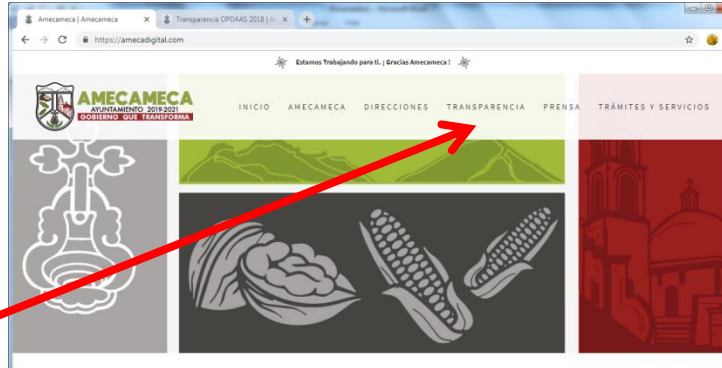 Amecameca | Amecameca
Transparencia OPDAAS 2018 | A
https://amecadigital.com
Estamos Trabajando para ti. ¡ Gracias Amecameca !
AMECAMECA
AYUNTAMIENTO 2019-2021
GOBIERNO QUE TRANSFORMA
INICIO AMECAMECA DIRECCIONES TRANSPARENCIA PRENSA TRÁMITES Y SERVICIOS